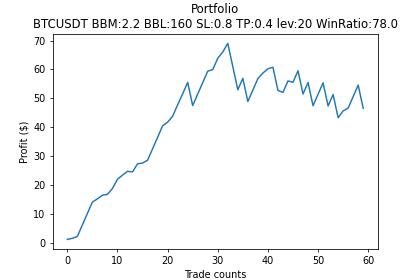 Portfolio
BTCUSDT BBM:2.2 BBL:160 SL:0.8 TP:0.4 lev:20 WinRatio:78.0
70
60
50
40
30
20
10
0
Profit ($)
0 10 20 30 40 50 60
Trade counts